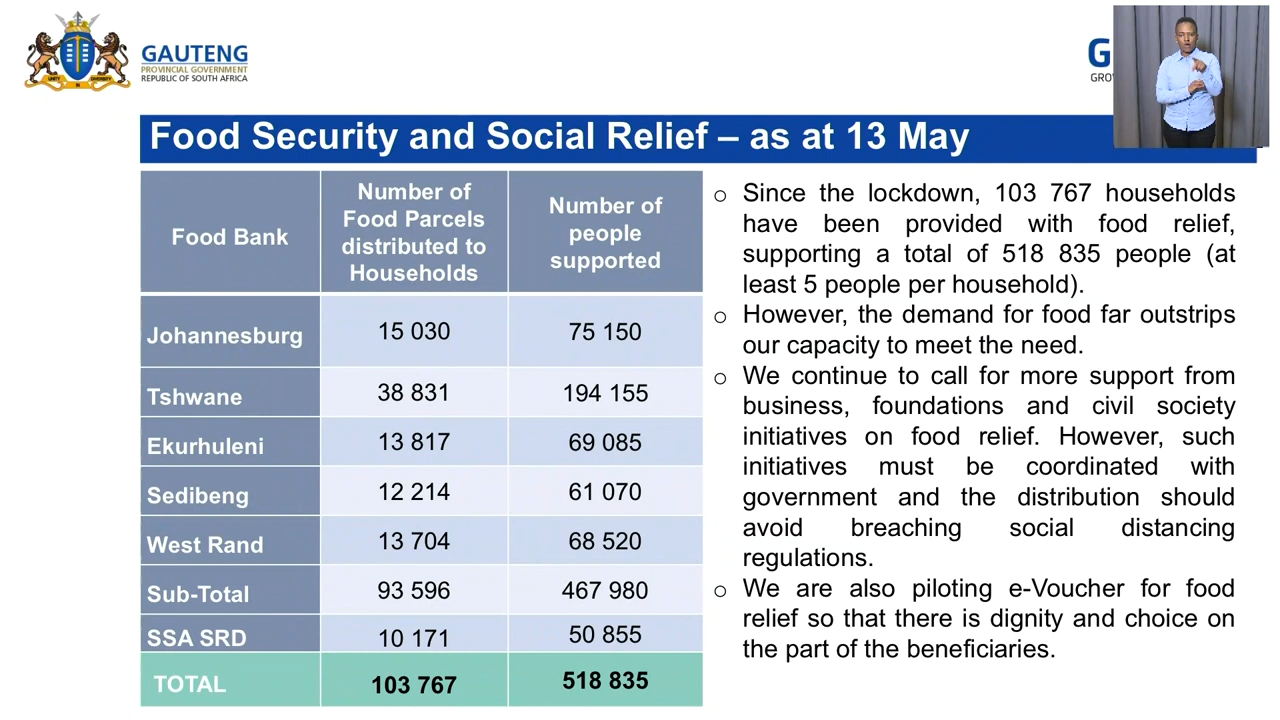 GAUTENG
PROVINCIAL GOVERNMENT
REPUBLIC OF SOUTH AFRICA
UNITY IN DIVERSITY
G
GRO
Food Security and Social Relief – as at 13 May
Food Bank
Number of
Food Parcels
distributed to
Households
Number of
people
supported
Johannesburg 15 030 75 150
Tshwane 38 831 194 155
Ekurhuleni 13 817 69 085
Sedibeng 12 214 61 070
West Rand 13 704 68 520
Sub-Total 93 596 467 980
SSA SRD 10 171 50 855
TOTAL 103 767 518 835
o Since the lockdown, 103 767 households
have been provided with food relief,
supporting a total of 518 835 people (at
least 5 people per household).
o However, the demand for food far outstrips
our capacity to meet the need.
o We continue to call for more support from
business, foundations and civil society
initiatives on food relief. However, such
initiatives must be coordinated with
government and the distribution should
avoid breaching social distancing
regulations.
o We are also piloting e-Voucher for food
relief so that there is dignity and choice on
the part of the beneficiaries.